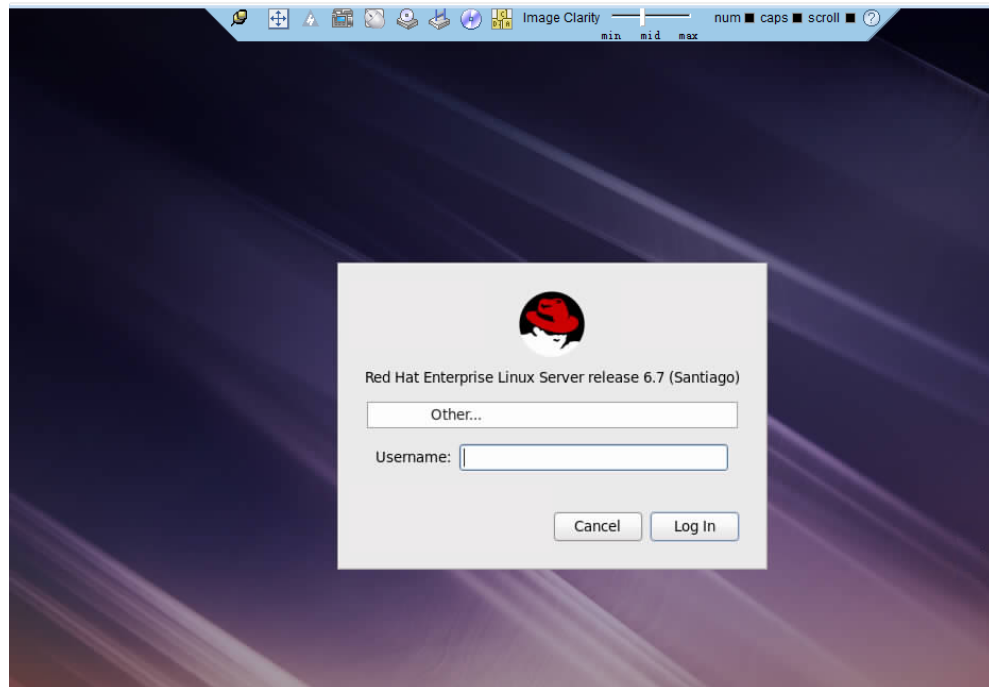 Image Clarity num caps scroll ?
min mid max
Red Hat Enterprise Linux Server release 6.7 (Santiago)
Other...
Username:
Cancel Log In